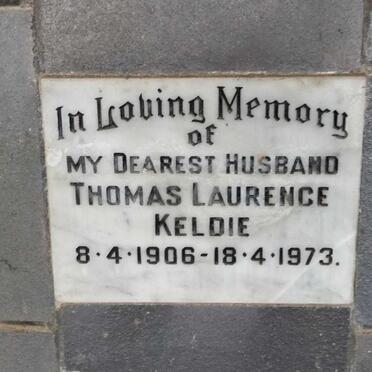 In Loving Memory
of
MY DEAREST HUSBAND
THOMAS LAURENCE
KELDIE
8·4·1906-18·4·1973.